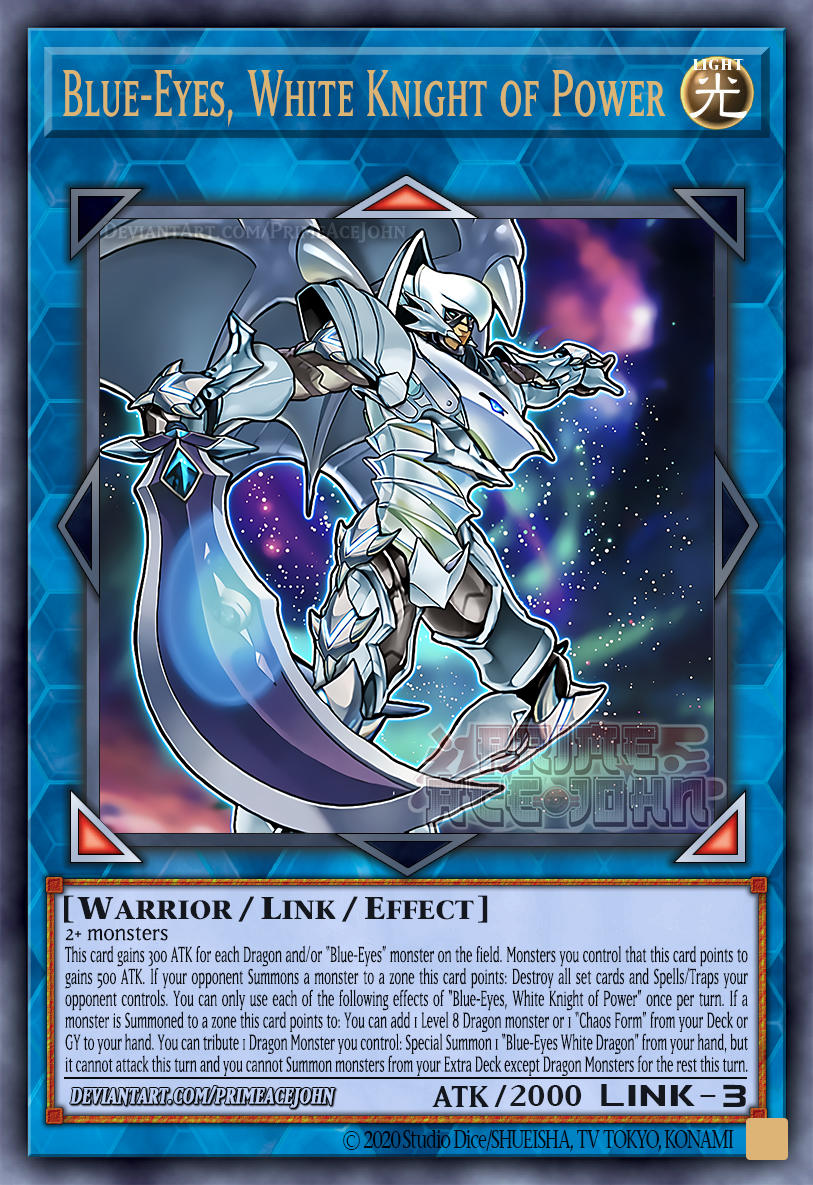 BLUE-EYES, WHITE KNIGHT OF POWER
LIGHT
光
DEVIANTART.COM/PRIMEACEJOHN
PRIME
ACE JOHN
[WARRIOR / LINK / EFFECT]
2+ monsters
This card gains 300 ATK for each Dragon and/or "Blue-Eyes" monster on the field. Monsters you control that this card points to
gains 500 ATK. If your opponent Summons a monster to a zone this card points: Destroy all set cards and Spells/Traps your
opponent controls. You can only use each of the following effects of "Blue-Eyes, White Knight of Power" once per turn. If a
monster is Summoned to a zone this card points to: You can add 1 Level 8 Dragon monster or 1 "Chaos Form" from your Deck or
GY to your hand. You can tribute 1 Dragon Monster you control: Special Summon 1 "Blue-Eyes White Dragon" from your hand, but
it cannot attack this turn and you cannot Summon monsters from your Extra Deck except Dragon Monsters for the rest this turn.
DEVIANTART.COM/PRIMEACEJOHN ATK/2000 LINK-3
© 2020 Studio Dice/SHUEISHA, TV TOKYO, KONAMI